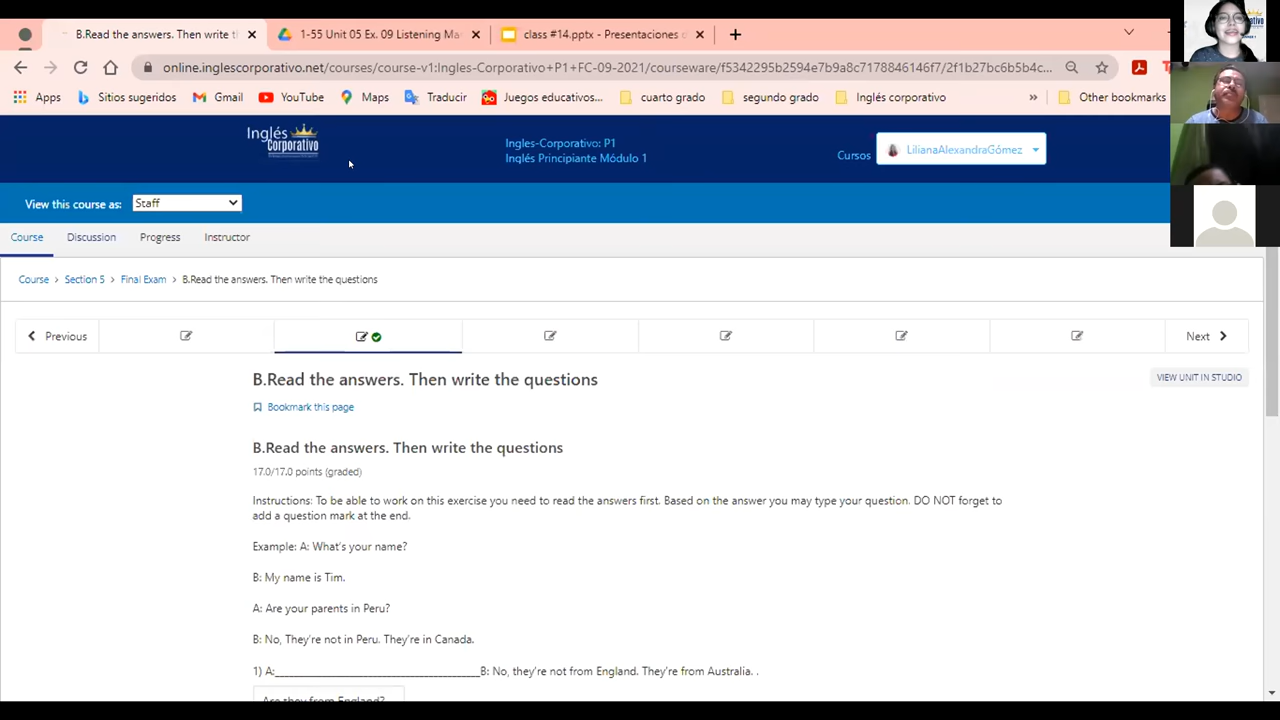 B.Read the answers. Then write t
1-55 Unit 05 Ex. 09 Listening Ma
class #14.pptx - Presentaciones d
online.inglescorporativo.net/courses/course-v1:Ingles-Corporativo+P1+FC-09-2021/courseware/f5342295b2594e7b9a8c7178846146f7/2f1b27bc6b5b4c...
Apps
Sitios sugeridos
Gmail
YouTube
Maps
Traducir
Juegos educativos...
cuarto grado
segundo grado
Inglés corporativo
Other bookmarks
Inglés
Corporativo
Ingles-Corporativo: P1
Inglés Principiante Módulo 1
Cursos
LilianaAlexandraGómez
View this course as:
Staff
Course
Discussion
Progress
Instructor
Course > Section 5 > Final Exam > B.Read the answers. Then write the questions
Previous
Next
B.Read the answers. Then write the questions
VIEW UNIT IN STUDIO
Bookmark this page
B.Read the answers. Then write the questions
17.0/17.0 points (graded)
Instructions: To be able to work on this exercise you need to read the answers first. Based on the answer you may type your question. DO NOT forget to
add a question mark at the end.
Example: A: What's your name?
B: My name is Tim.
A: Are your parents in Peru?
B: No, They're not in Peru. They're in Canada.
1) A:________________________________________B: No, they're not from England. They're from Australia. .
Are they from England?